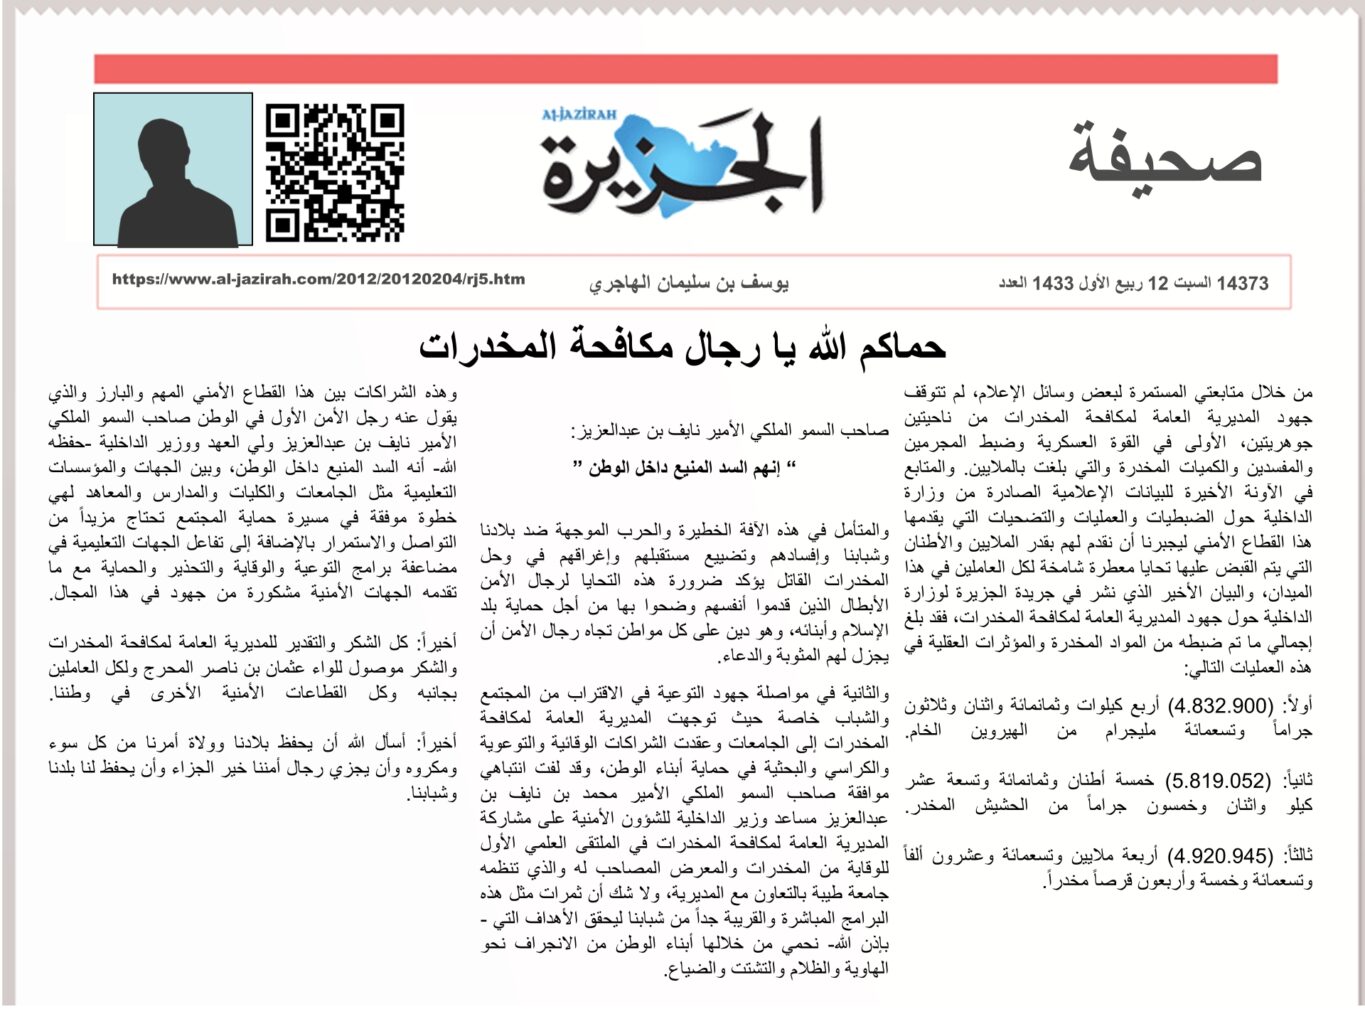 صحيفة
AL-JAZIRAH
الجزيرة
14373 السبت 12 ربيع الأول 1433 العدد
يوسف بن سليمان الهاجري
https://www.al-jazirah.com/2012/20120204/rj5.htm
حماكم الله يا رجال مكافحة المخدرات
من خلال متابعتي المستمرة لبعض وسائل الإعلام، لم تتوقف
جهود المديرية العامة لمكافحة المخدرات من ناحيتين
جوهريتين، الأولى في القوة العسكرية وضبط المجرمين
والمفسدين والكميات المخدرة والتي بلغت بالملايين. والمتابع
في الآونة الأخيرة للبيانات الإعلامية الصادرة من وزارة
الداخلية حول الضبطيات والعمليات والتضحيات التي يقدمها
هذا القطاع الأمني ليجبرنا أن نقدم لهم بقدر الملايين والأطنان
التي يتم القبض عليها تحايا معطرة شامخة لكل العاملين في هذا
الميدان، والبيان الأخير الذي نشر في جريدة الجزيرة لوزارة
الداخلية حول جهود المديرية العامة لمكافحة المخدرات، فقد بلغ
إجمالي ما تم ضبطه من المواد المخدرة والمؤثرات العقلية في
هذه العمليات التالي:
أولاً: (4.832.900) أربع كيلوات وثمانمائة واثنان وثلاثون
جراماً وتسعمائة مليجرام من الهيروين الخام.
ثانياً: (5.819.052) خمسة أطنان وثمانمائة وتسعة عشر
كيلو واثنان وخمسون جراماً من الحشيش المخدر.
ثالثاً: (4.920.945) أربعة ملايين وتسعمائة وعشرون ألفاً
وتسعمائة وخمسة وأربعون قرصاً مخدراً.
صاحب السمو الملكي الأمير نايف بن عبدالعزيز:
“ إنهم السد المنيع داخل الوطن ”
والمتأمل في هذه الآفة الخطيرة والحرب الموجهة ضد بلادنا
وشبابنا وإفسادهم وتضييع مستقبلهم وإغراقهم في وحل
المخدرات القاتل يؤكد ضرورة هذه التحايا لرجال الأمن
الأبطال الذين قدموا أنفسهم وضحوا بها من أجل حماية بلد
الإسلام وأبنائه، وهو دين على كل مواطن تجاه رجال الأمن أن
يجزل لهم المثوبة والدعاء.
والثانية في مواصلة جهود التوعية في الاقتراب من المجتمع
والشباب خاصة حيث توجهت المديرية العامة لمكافحة
المخدرات إلى الجامعات وعقدت الشراكات الوقائية والتوعوية
والكراسي والبحثية في حماية أبناء الوطن، وقد لفت انتباهي
موافقة صاحب السمو الملكي الأمير محمد بن نايف بن
عبدالعزيز مساعد وزير الداخلية للشؤون الأمنية على مشاركة
المديرية العامة لمكافحة المخدرات في الملتقى العلمي الأول
للوقاية من المخدرات والمعرض المصاحب له والذي تنظمه
جامعة طيبة بالتعاون مع المديرية، ولا شك أن ثمرات مثل هذه
البرامج المباشرة والقريبة جداً من شبابنا ليحقق الأهداف التي -
بإذن الله- نحمي من خلالها أبناء الوطن من الانجراف نحو
الهاوية والظلام والتشتت والضياع.
وهذه الشراكات بين هذا القطاع الأمني المهم والبارز والذي
يقول عنه رجل الأمن الأول في الوطن صاحب السمو الملكي
الأمير نايف بن عبدالعزيز ولي العهد ووزير الداخلية -حفظه
الله- أنه السد المنيع داخل الوطن، وبين الجهات والمؤسسات
التعليمية مثل الجامعات والكليات والمدارس والمعاهد لهي
خطوة موفقة في مسيرة حماية المجتمع تحتاج مزيداً من
التواصل والاستمرار بالإضافة إلى تفاعل الجهات التعليمية في
مضاعفة برامج التوعية والوقاية والتحذير والحماية مع ما
تقدمه الجهات الأمنية مشكورة من جهود في هذا المجال.
أخيراً: كل الشكر والتقدير للمديرية العامة لمكافحة المخدرات
والشكر موصول للواء عثمان بن ناصر المحرج ولكل العاملين
بجانبه وكل القطاعات الأمنية الأخرى في وطننا.
أخيراً: أسأل الله أن يحفظ بلادنا وولاة أمرنا من كل سوء
ومكروه وأن يجزي رجال أمننا خير الجزاء وأن يحفظ لنا بلدنا
وشبابنا.